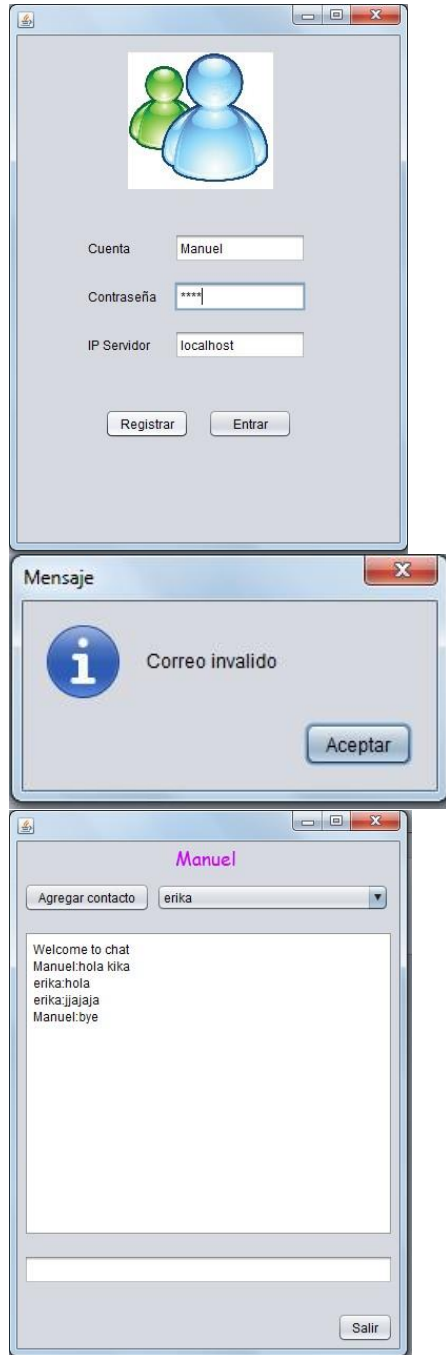 Cuenta Manuel
Contraseña ****
IP Servidor localhost
Registrar Entrar
Mensaje
Correo invalido
Aceptar
Manuel
Agregar contacto erika
Welcome to chat
Manuel:hola kika
erika:hola
erika:jjajaja
Manuel:bye
Salir